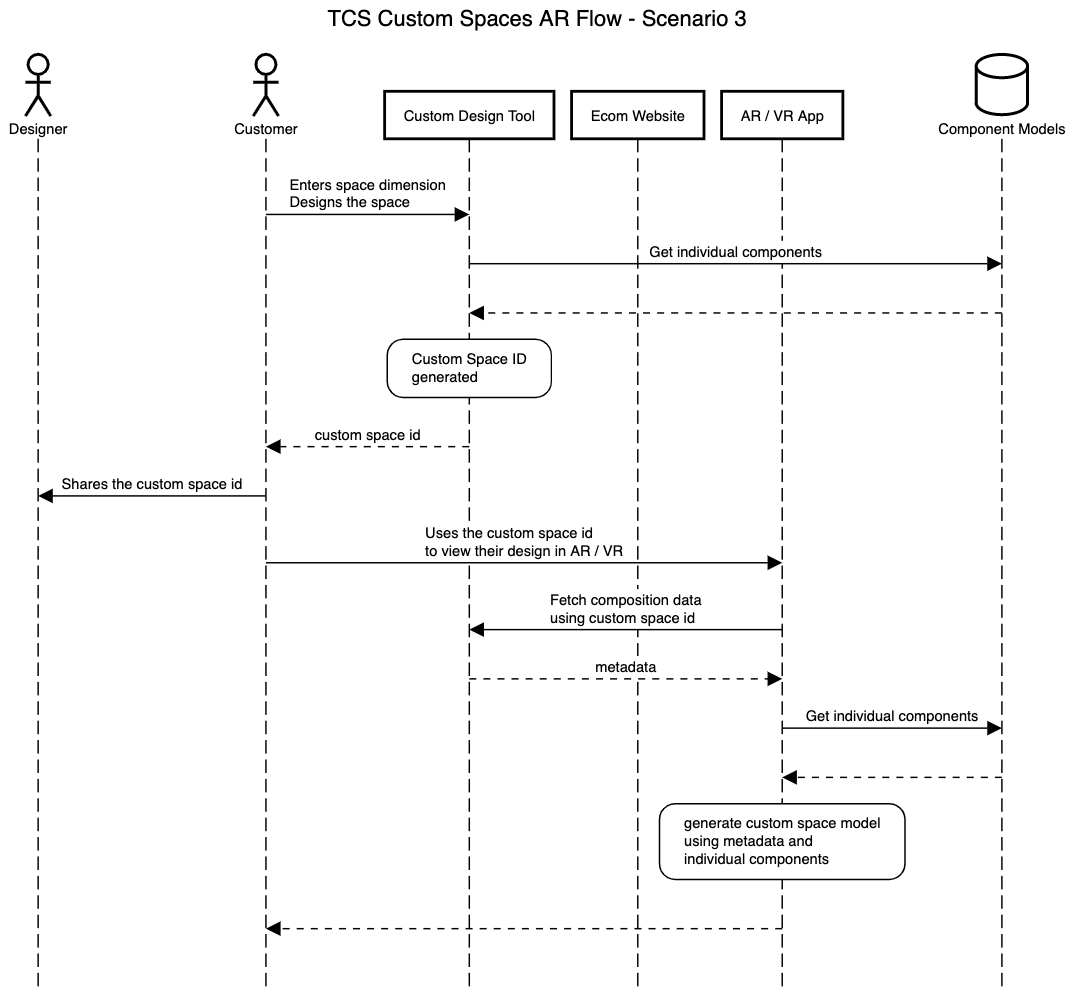 TCS Custom Spaces AR Flow - Scenario 3
Designer
Customer
Custom Design Tool
Ecom Website
AR / VR App
Component Models
Enters space dimension
Designs the space
Get individual components
Custom Space ID
generated
custom space id
Shares the custom space id
Uses the custom space id
to view their design in AR / VR
Fetch composition data
using custom space id
metadata
Get individual components
generate custom space model
using metadata and
individual components